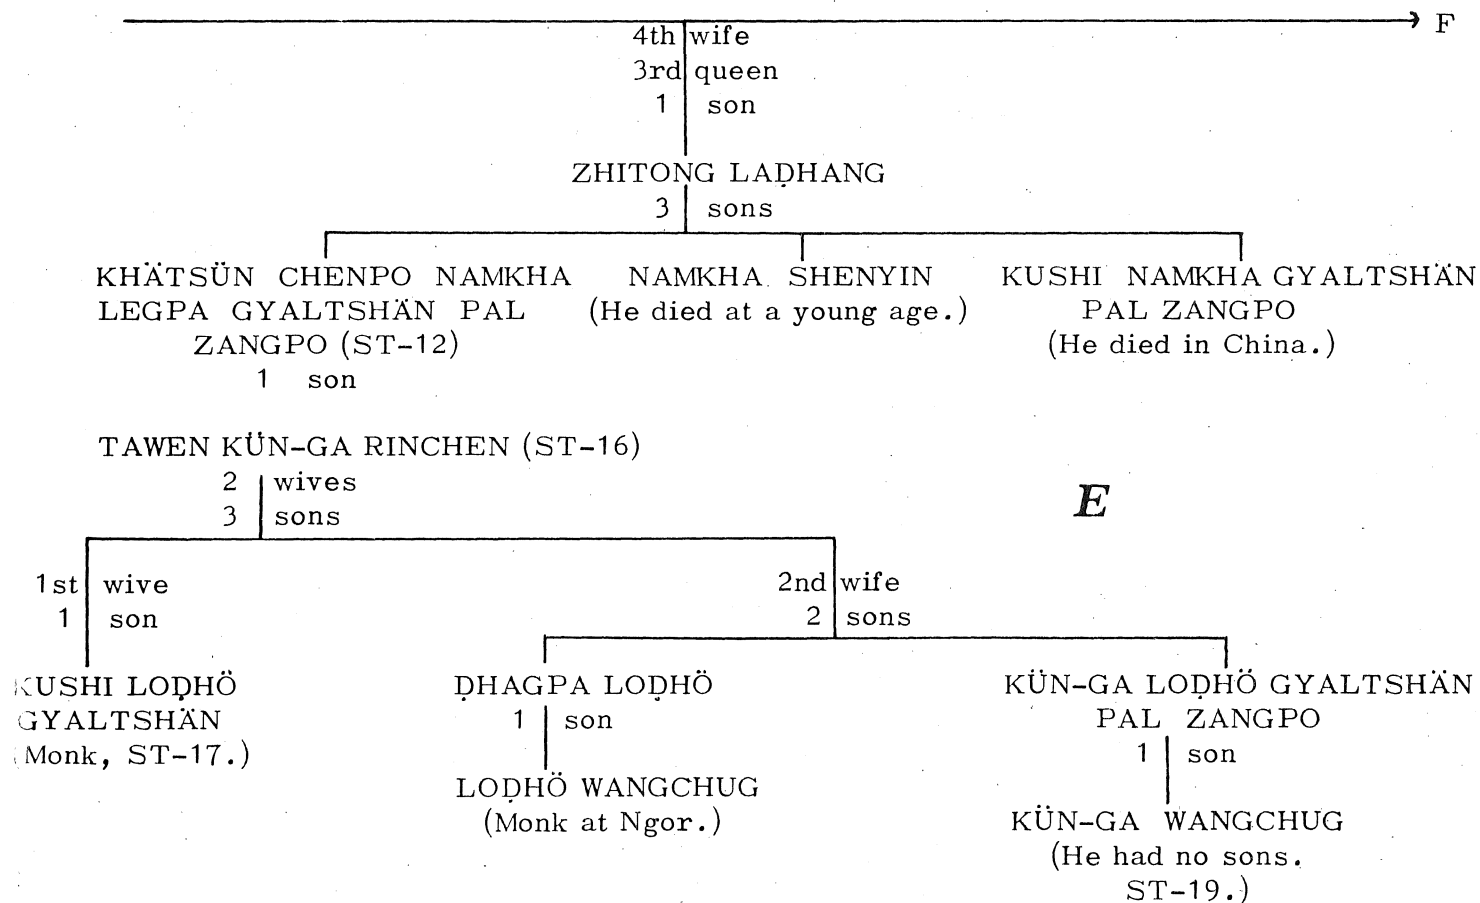 F
4th wife
3rd queen
1 son
ZHITONG LAḌHANG
3 sons
KHÄTSÜN CHENPO NAMKHA
LEGPA GYALTSHÄN PAL
ZANGPO (ST-12)
1 son
NAMKHA SHENYIN
(He died at a young age.)
KUSHI NAMKHA GYALTSHÄN
PAL ZANGPO
(He died in China.)
TAWEN KÜN-GA RINCHEN (ST-16)
2 wives
3 sons
E
1st wive
1 son
2nd wife
2 sons
KUSHI LOḌHÖ
GYALTSHÄN
(Monk, ST-17.)
ḌHAGPA LOḌHÖ
1 son
LOḌHÖ WANGCHUG
(Monk at Ngor.)
KÜN-GA LOḌHÖ GYALTSHÄN
PAL ZANGPO
1 son
KÜN-GA WANGCHUG
(He had no sons.
ST-19.)